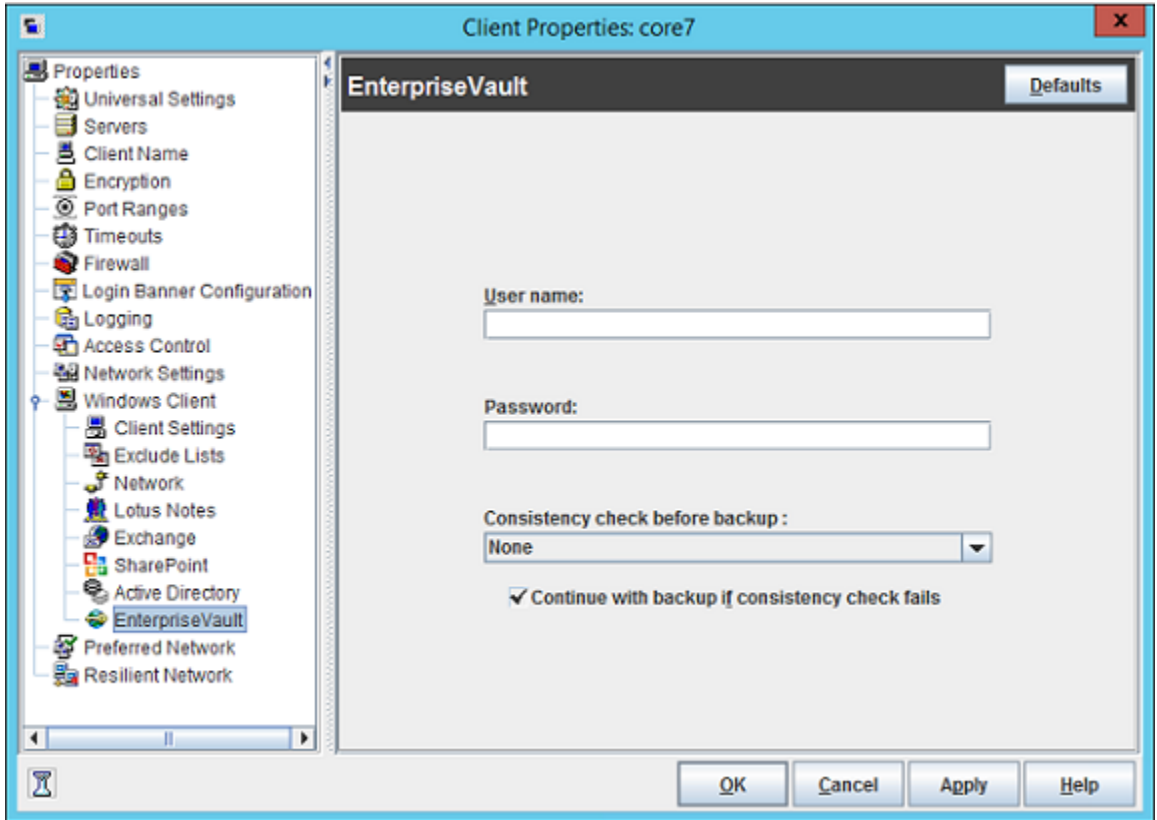 Client Properties: core7
x
Properties
Universal Settings
Servers
Client Name
Encryption
Port Ranges
Timeouts
Firewall
Login Banner Configuration
Logging
Access Control
Network Settings
Windows Client
Client Settings
Exclude Lists
Network
Lotus Notes
Exchange
SharePoint
Active Directory
EnterpriseVault
Preferred Network
Resilient Network
EnterpriseVault
Defaults
User name:
Password:
Consistency check before backup :
None
Continue with backup if consistency check fails
OK
Cancel
Apply
Help